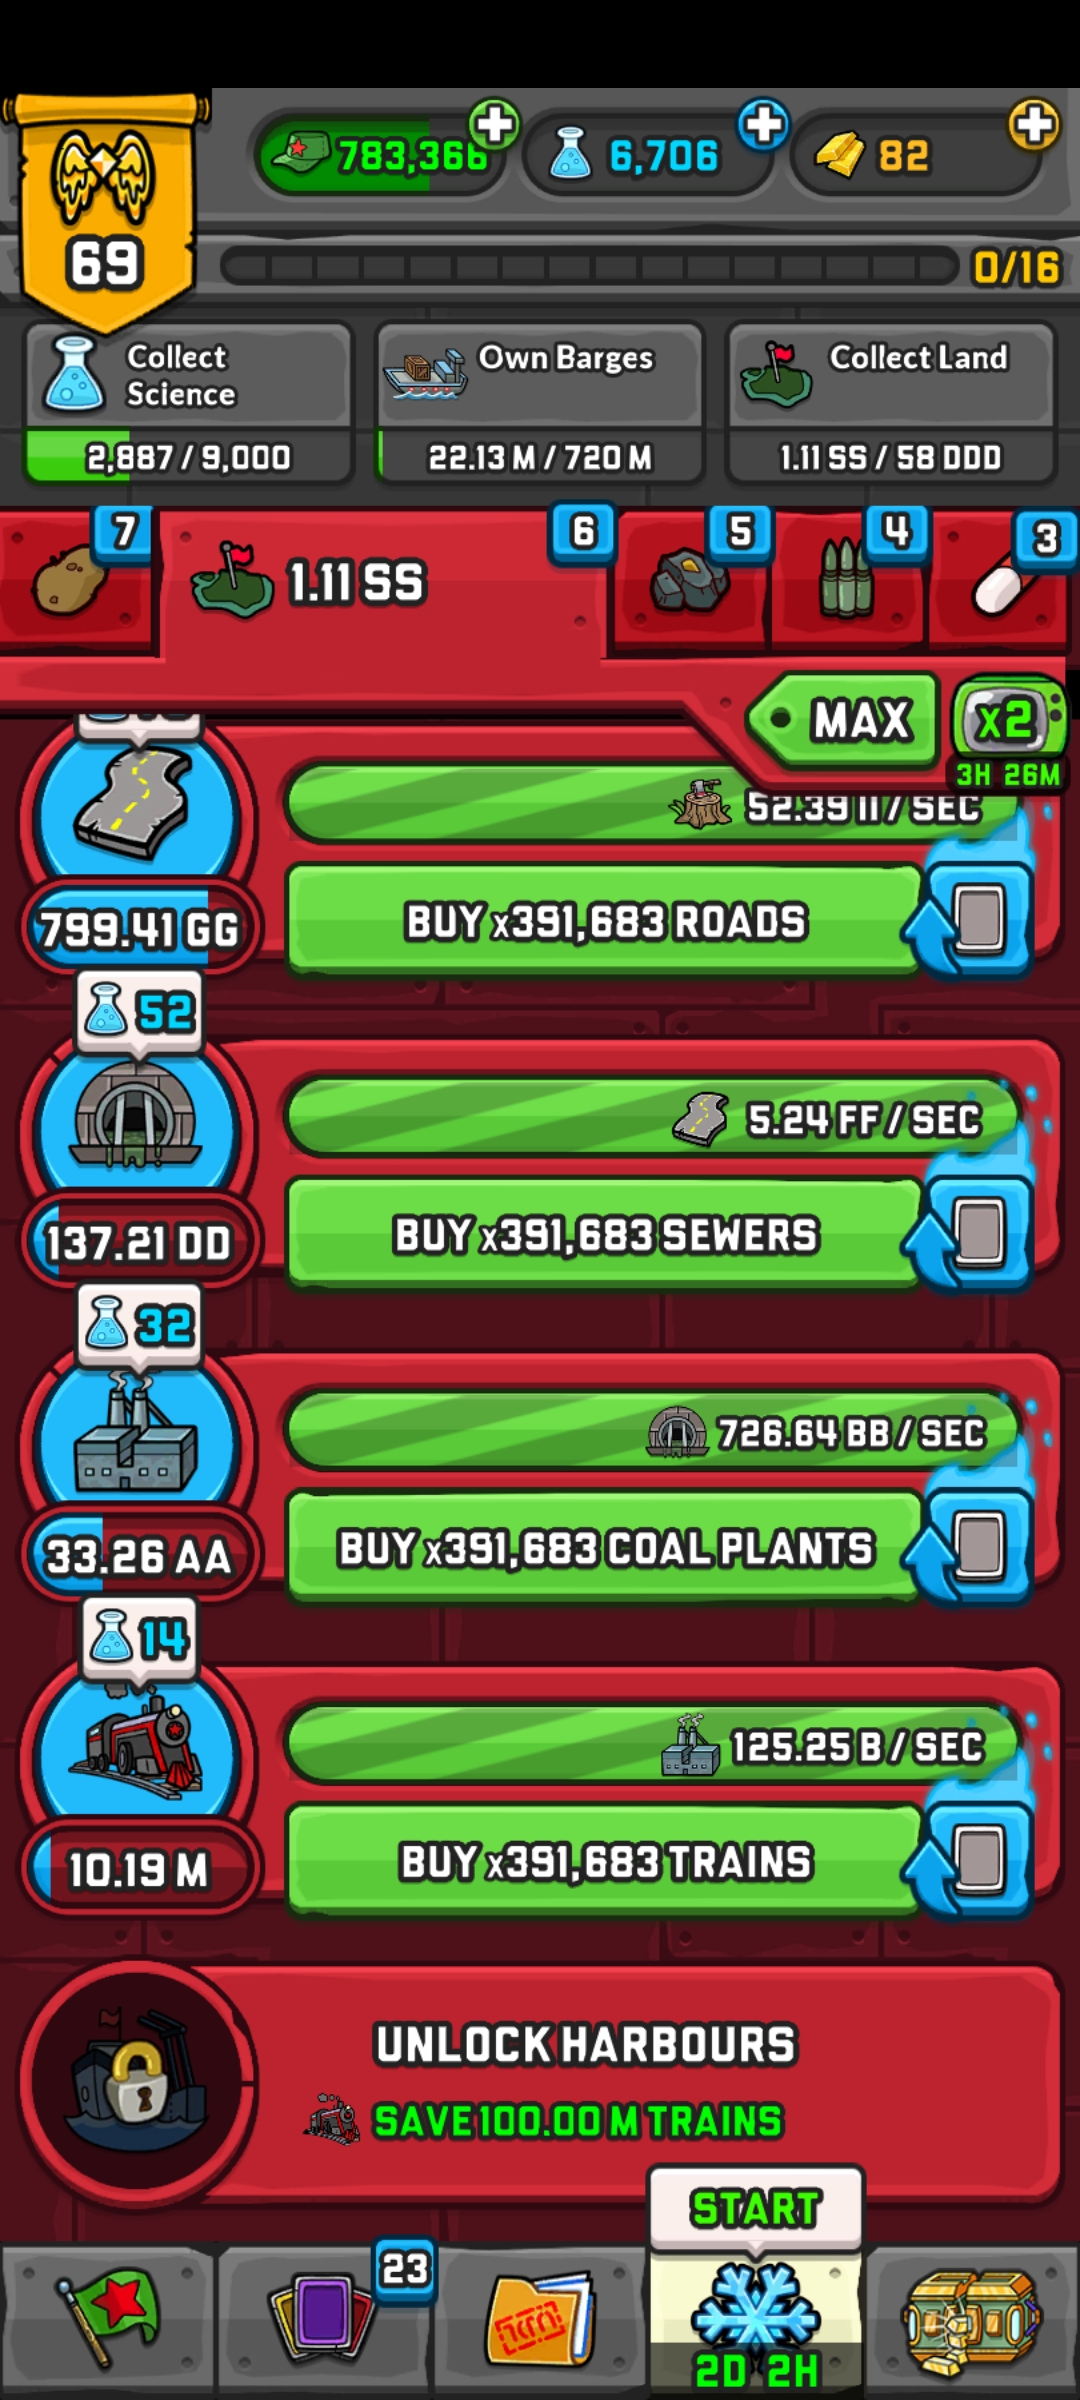 783,366
6,706
82
69
0/16
Collect
Science
2,887 / 9,000
Own Barges
22.13 M / 720 M
Collect Land
1.11 SS / 58 DDD
7
1.11 SS
6
5
4
3
MAX
x2
3H 26M
52.39 II / SEC
BUY x391,683 ROADS
799.41 GG
52
5.24 FF / SEC
BUY x391,683 SEWERS
137.21 DD
32
726.64 BB / SEC
BUY x391,683 COAL PLANTS
33.26 AA
14
125.25 B / SEC
BUY x391,683 TRAINS
10.19 M
UNLOCK HARBOURS
SAVE 100.00 M TRAINS
START
23
2D 2H